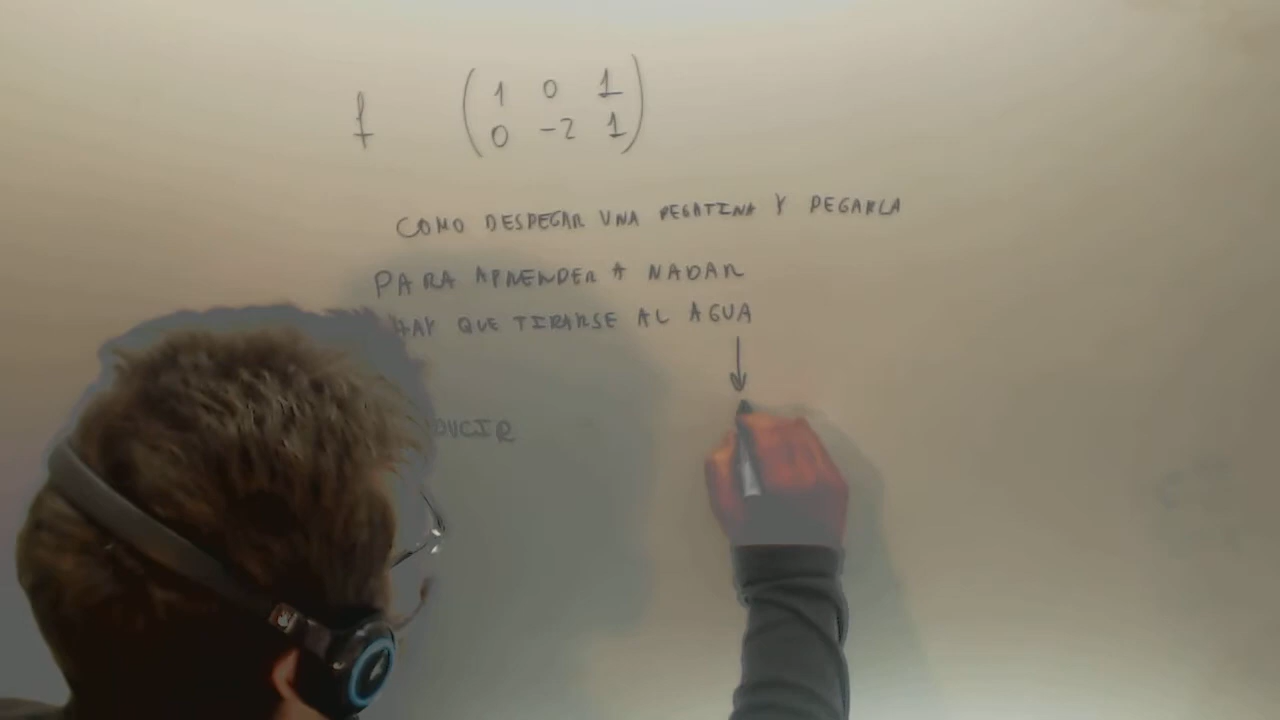 f ( 1 0 1
0 -2 1 )
COMO DESPEGAR UNA PEGATINA Y PEGARLA
PARA APRENDER A NADAR
HAY QUE TIRARSE AL AGUA
↓